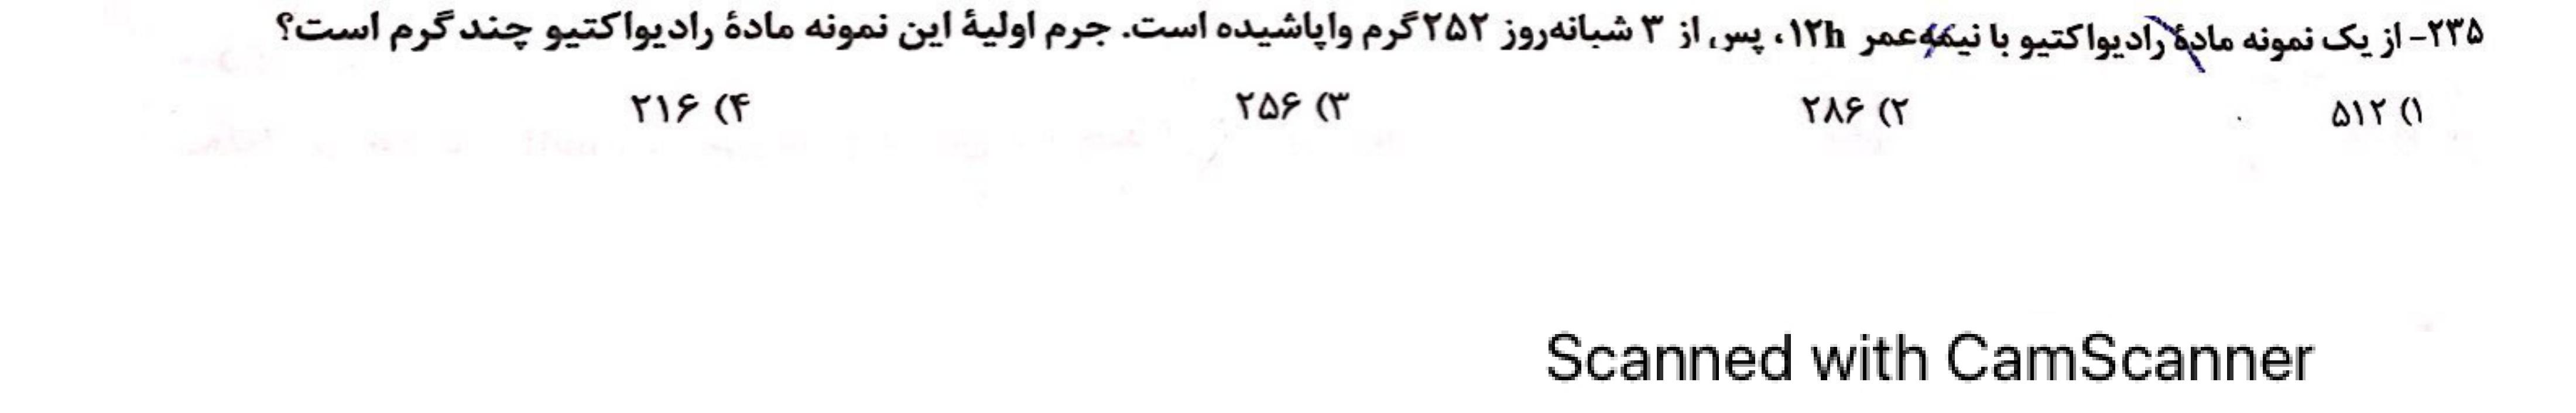 ۲۳۵- از یک نمونه مادهٔ رادیواکتیو با نیمه‌عمر ۱۲h، پس از ۳ شبانه‌روز ۲۵۲ گرم واپاشیده است. جرم اولیهٔ این نمونه مادهٔ رادیواکتیو چند گرم است؟
۱) ۵۱۲ ۲) ۲۸۶ ۳) ۲۵۶ ۴) ۲۱۶
Scanned with CamScanner